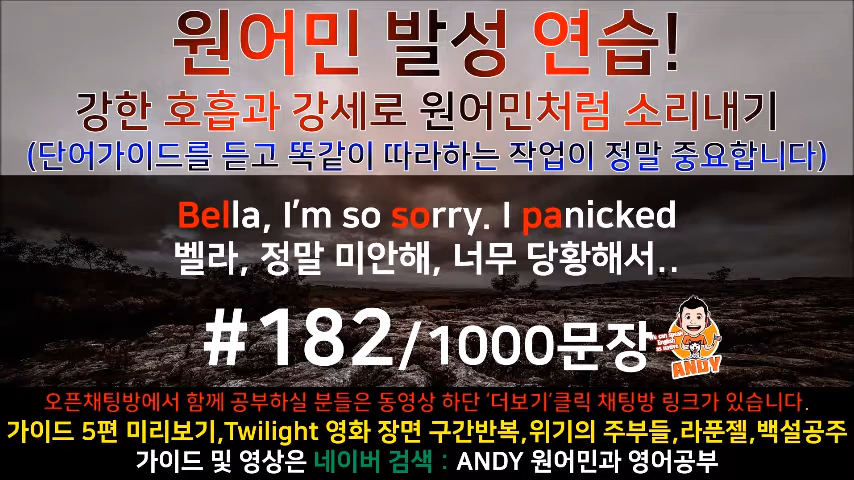 원어민 발성 연습!
강한 호흡과 강세로 원어민처럼 소리내기
(단어가이드를 듣고 똑같이 따라하는 작업이 정말 중요합니다)
Bella, I'm so sorry. I panicked
벨라, 정말 미안해, 너무 당황해서..
#182/1000문장
We can speak
English
as Native
ANDY
오픈채팅방에서 함께 공부하실 분들은 동영상 하단 '더보기'클릭 채팅방 링크가 있습니다.
가이드 5편 미리보기,Twilight 영화 장면 구간반복,위기의 주부들,라푼젤,백설공주
가이드 및 영상은 네이버 검색 : ANDY 원어민과 영어공부